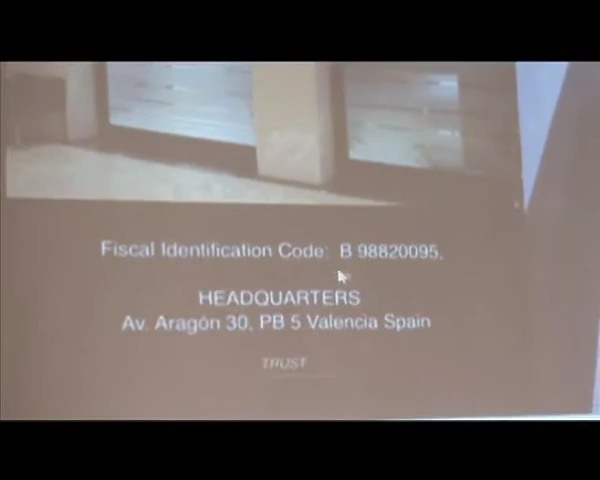 Fiscal Identification Code: B 98820095,
HEADQUARTERS
Av. Aragón 30, PB 5 Valencia Spain
TRUST